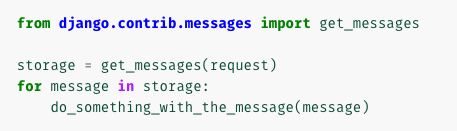 from django.contrib.messages import get_messages

storage = get_messages(request)
for message in storage:
    do_something_with_the_message(message)